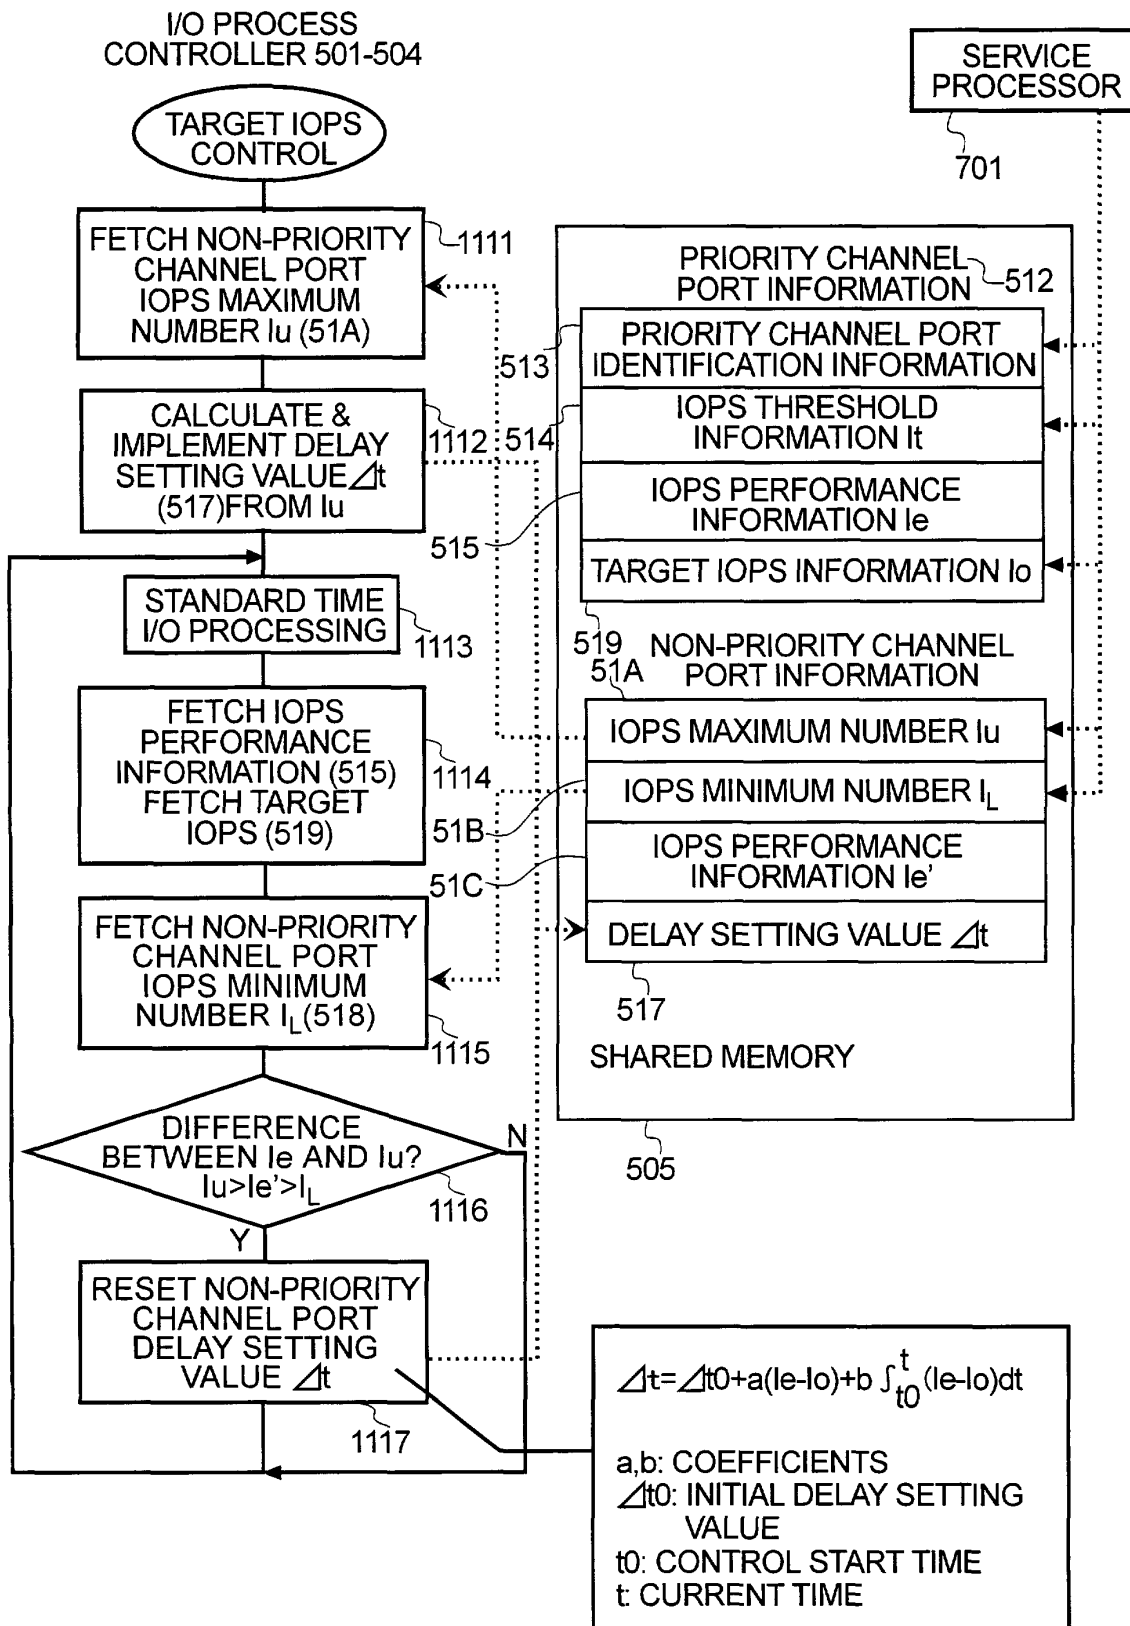 I/O PROCESS
CONTROLLER 501-504
TARGET IOPS
CONTROL
FETCH NON-PRIORITY
CHANNEL PORT
IOPS MAXIMUM
NUMBER Iu (51A)
1111
CALCULATE &
IMPLEMENT DELAY
SETTING VALUE ⊿t
(517)FROM Iu
1112
STANDARD TIME
I/O PROCESSING
1113
FETCH IOPS
PERFORMANCE
INFORMATION (515)
FETCH TARGET
IOPS (519)
1114
FETCH NON-PRIORITY
CHANNEL PORT
IOPS MINIMUM
NUMBER IL(518)
1115
DIFFERENCE
BETWEEN Ie AND Iu?
Iu>Ie'>IL
1116
N
Y
RESET NON-PRIORITY
CHANNEL PORT
DELAY SETTING
VALUE ⊿t
1117
SERVICE
PROCESSOR
701
PRIORITY CHANNEL
PORT INFORMATION
512
PRIORITY CHANNEL PORT
IDENTIFICATION INFORMATION
513
IOPS THRESHOLD
INFORMATION It
514
IOPS PERFORMANCE
INFORMATION Ie
515
TARGET IOPS INFORMATION Io
519
NON-PRIORITY CHANNEL
PORT INFORMATION
51A
IOPS MAXIMUM NUMBER Iu
IOPS MINIMUM NUMBER IL
51B
IOPS PERFORMANCE
INFORMATION Ie'
51C
DELAY SETTING VALUE ⊿t
517
SHARED MEMORY
505
⊿t=⊿t0+a(Ie-Io)+b ∫t0t(Ie-Io)dt
a,b: COEFFICIENTS
⊿t0: INITIAL DELAY SETTING
VALUE
t0: CONTROL START TIME
t: CURRENT TIME